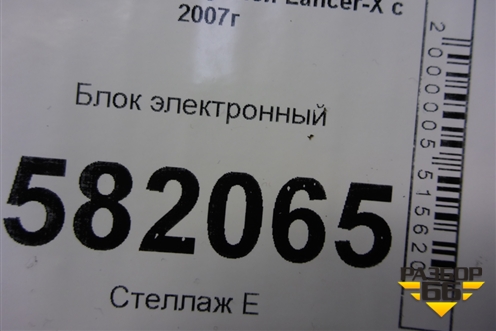 Lancer-X с
2007г
Блок электронный
582065
Стеллаж Е
РАЗБОР
66